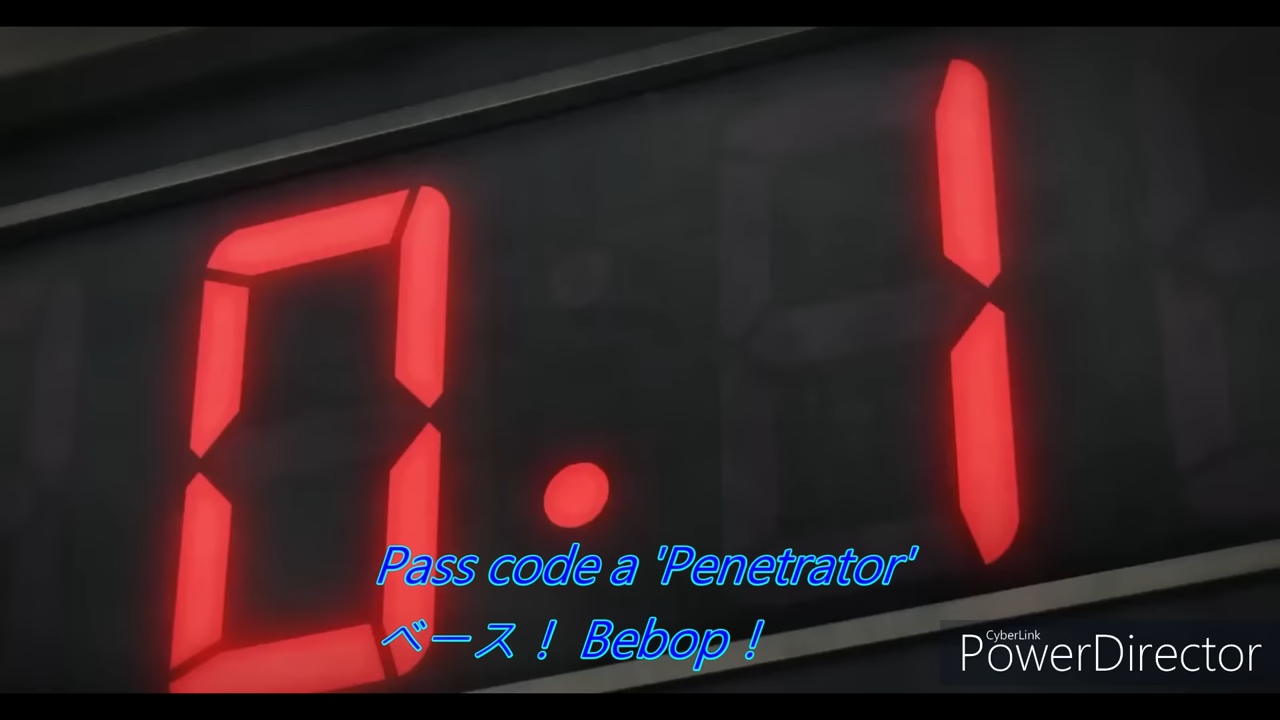 0.1
Pass code a 'Penetrator'
ベース！ Bebop！
CyberLink
PowerDirector